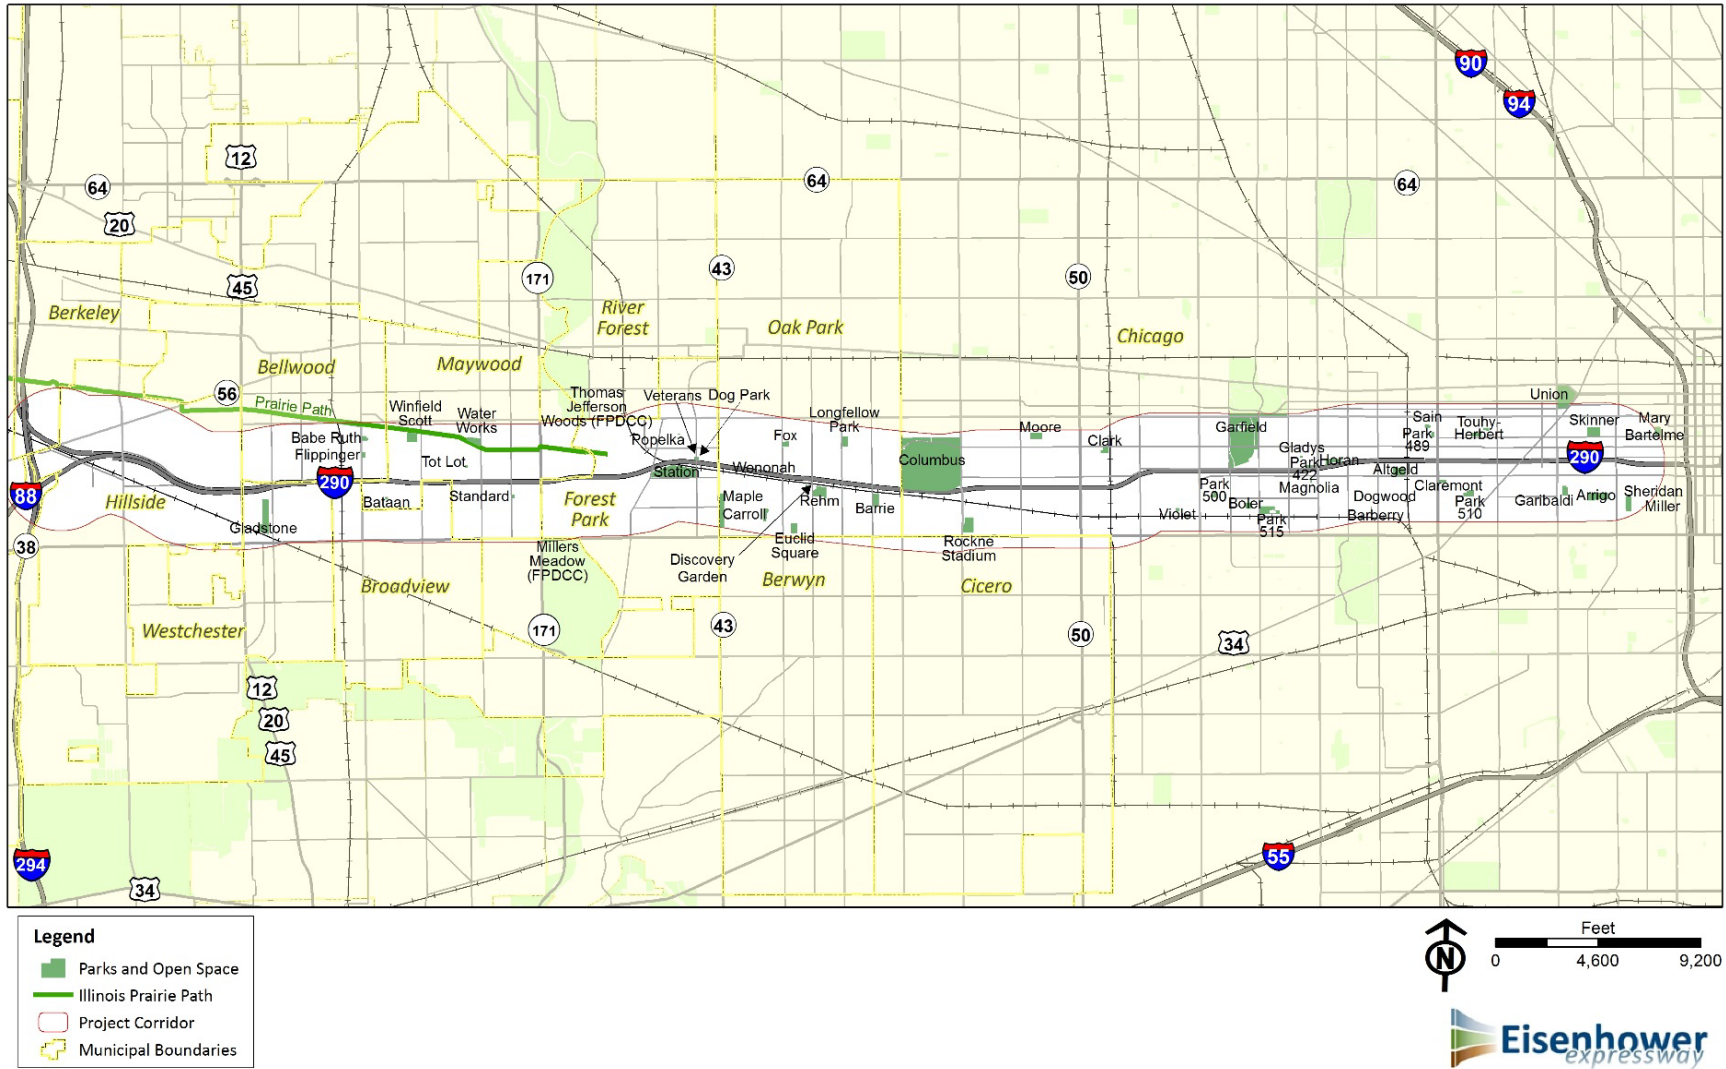 90
94
12
64
64
64
20
45
171
43
50
Berkeley
River
Forest
Oak Park
Chicago
Bellwood
Maywood
56
Prairie Path
Winfield
Scott
Water
Works
Thomas
Jefferson
Woods (FPDCC)
Veterans
Dog Park
Longfellow
Park
Union
Babe Ruth
Flippinger
Tot Lot
Popelka
Fox
Moore
Clark
Garfield
Sain
Park
489
Touhy-
Herbert
Skinner
Mary
Bartelme
Station
Wenonah
Columbus
Gladys
Park
422
Horan
Altgeld
290
290
88
Hillside
Bataan
Standard
Forest
Park
Maple
Carroll
Rehm
Barrie
Park
500
Magnolia
Boler
Dogwood
Barberry
Claremont
Park
510
Garibaldi
Arrigo
Sheridan
Miller
Gladstone
Violet
Park
515
38
Millers
Meadow
(FPDCC)
Discovery
Garden
Euclid
Square
Rockne
Stadium
Broadview
Berwyn
Cicero
Westchester
171
43
50
34
12
20
45
294
34
55
Legend
Parks and Open Space
Illinois Prairie Path
Project Corridor
Municipal Boundaries
N
Feet
0 4,600 9,200
Eisenhower
expressway